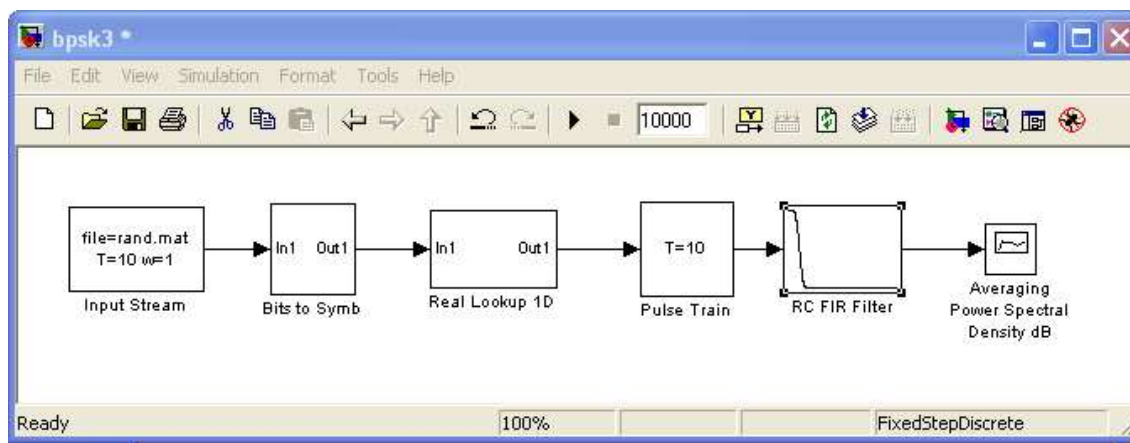 bpsk3 *
File Edit View Simulation Format Tools Help
10000
file=rand.mat
T=10 w=1
Input Stream
In1 Out1
Bits to Symb
In1 Out1
Real Lookup 1D
T=10
Pulse Train
RC FIR Filter
Averaging
Power Spectral
Density dB
Ready 100% FixedStepDiscrete